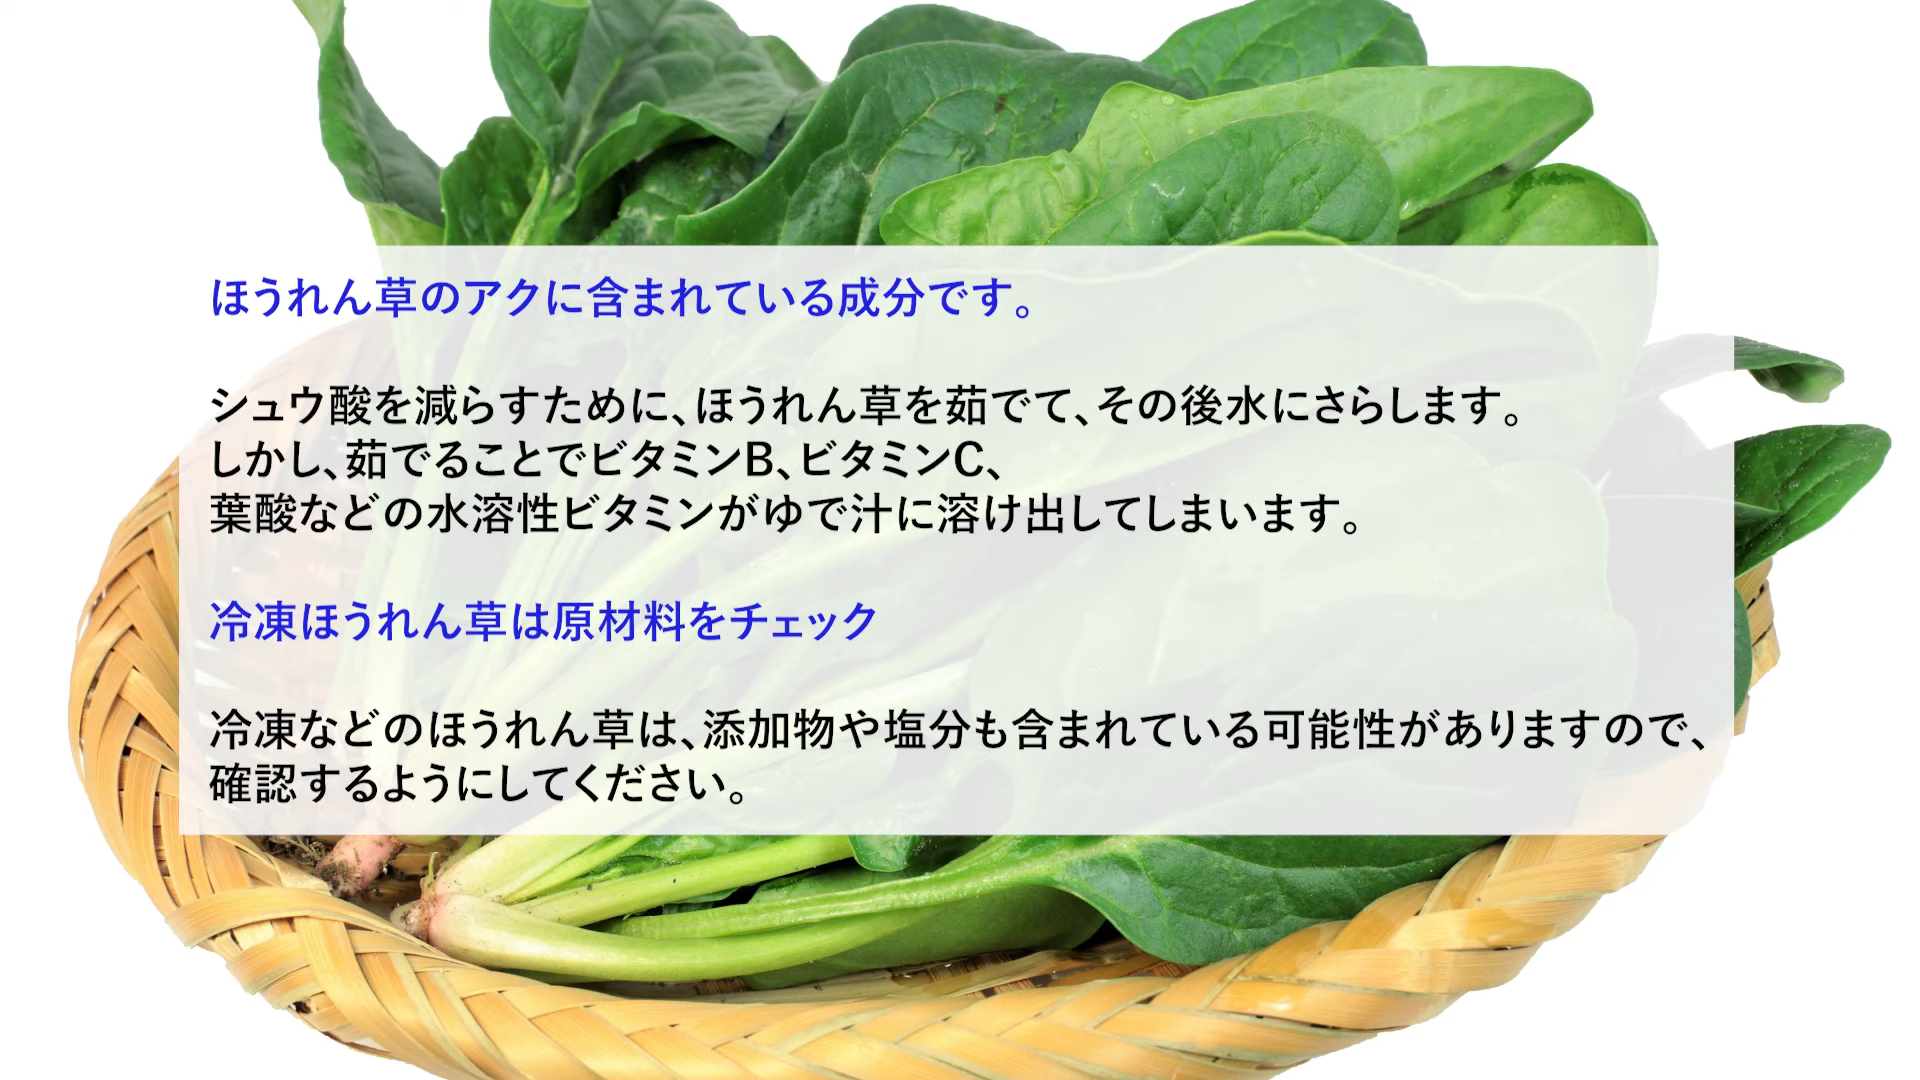 ほうれん草のアクに含まれている成分です。
シュウ酸を減らすために、ほうれん草を茹でて、その後水にさらします。
しかし、茹でることでビタミンB、ビタミンC、
葉酸などの水溶性ビタミンがゆで汁に溶け出してしまいます。
冷凍ほうれん草は原材料をチェック
冷凍などのほうれん草は、添加物や塩分も含まれている可能性がありますので、
確認するようにしてください。